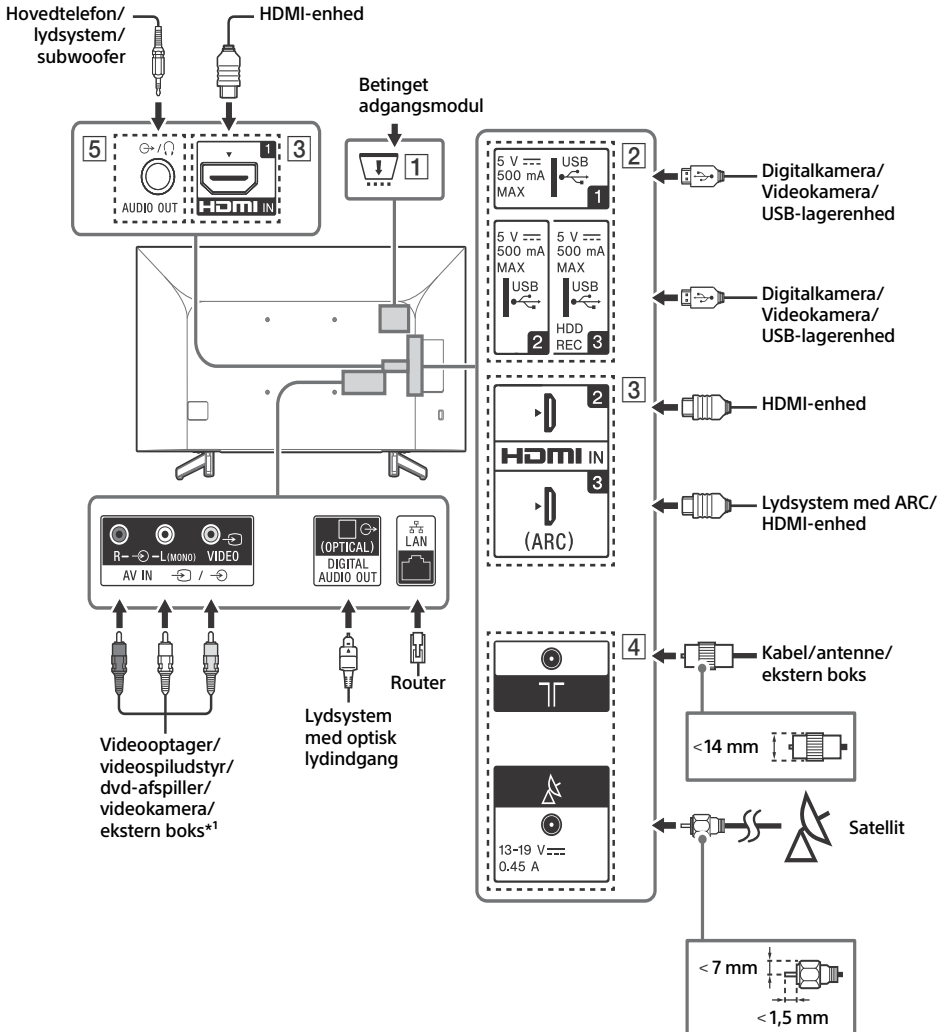 Hovedtelefon/
lydsystem/
subwoofer
HDMI-enhed
Betinget
adgangsmodul
5
AUDIO OUT
1
3
HDMI IN
1
2
5 V
500 mA
MAX
USB
1
Digitalkamera/
Videokamera/
USB-lagerenhed
5 V
500 mA
MAX
USB
2
5 V
500 mA
MAX
USB
HDD
REC 3
Digitalkamera/
Videokamera/
USB-lagerenhed
3
2
HDMI IN
3
(ARC)
HDMI-enhed
Lydsystem med ARC/
HDMI-enhed
R- -L(MONO) VIDEO
AV IN /
(OPTICAL)
DIGITAL
AUDIO OUT
LAN
Router
Lydsystem
med optisk
lydindgang
Videooptager/
videospiludstyr/
dvd-afspiller/
videokamera/
ekstern boks*1
4
Kabel/antenne/
ekstern boks
<14 mm
13-19 V
0.45 A
Satellit
< 7 mm
<1,5 mm